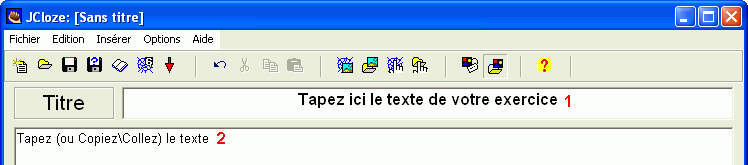 JCloze: [Sans titre]
Fichier Edition Insérer Options Aide
Titre Tapez ici le texte de votre exercice 1
Tapez (ou Copiez\Collez) le texte 2